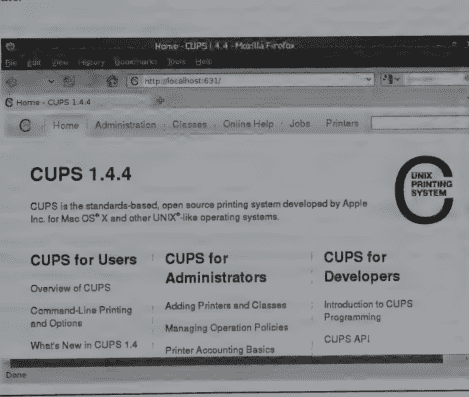 Home - CUPS 1.4.4 - Mozilla Firefox
File Edit View History Bookmarks Tools Help
http://localhost:631/
Home - CUPS 1.4.4
Home Administration Classes Online Help Jobs Printers
CUPS 1.4.4
UNIX
PRINTING
SYSTEM
CUPS is the standards-based, open source printing system developed by Apple
Inc. for Mac OS® X and other UNIX®-like operating systems.
CUPS for Users
Overview of CUPS
Command-Line Printing
and Options
What's New in CUPS 1.4
CUPS for
Administrators
Adding Printers and Classes
Managing Operation Policies
Printer Accounting Basics
CUPS for
Developers
Introduction to CUPS
Programming
CUPS API
Done